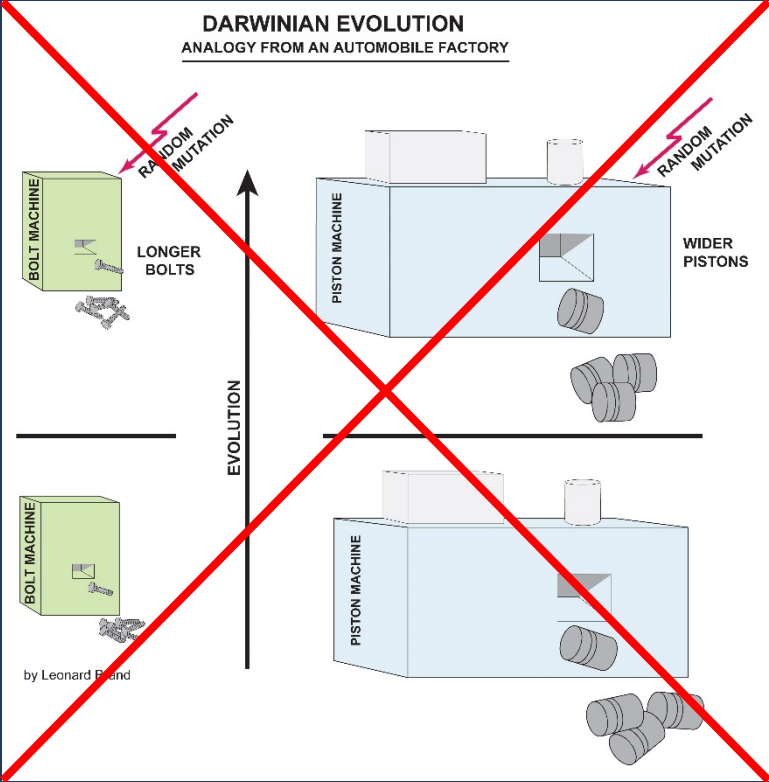 DARWINIAN EVOLUTION
ANALOGY FROM AN AUTOMOBILE FACTORY
RANDOM
MUTATION
BOLT MACHINE
LONGER
BOLTS
PISTON MACHINE
RANDOM
MUTATION
WIDER
PISTONS
EVOLUTION
BOLT MACHINE
PISTON MACHINE
by Leonard Brand